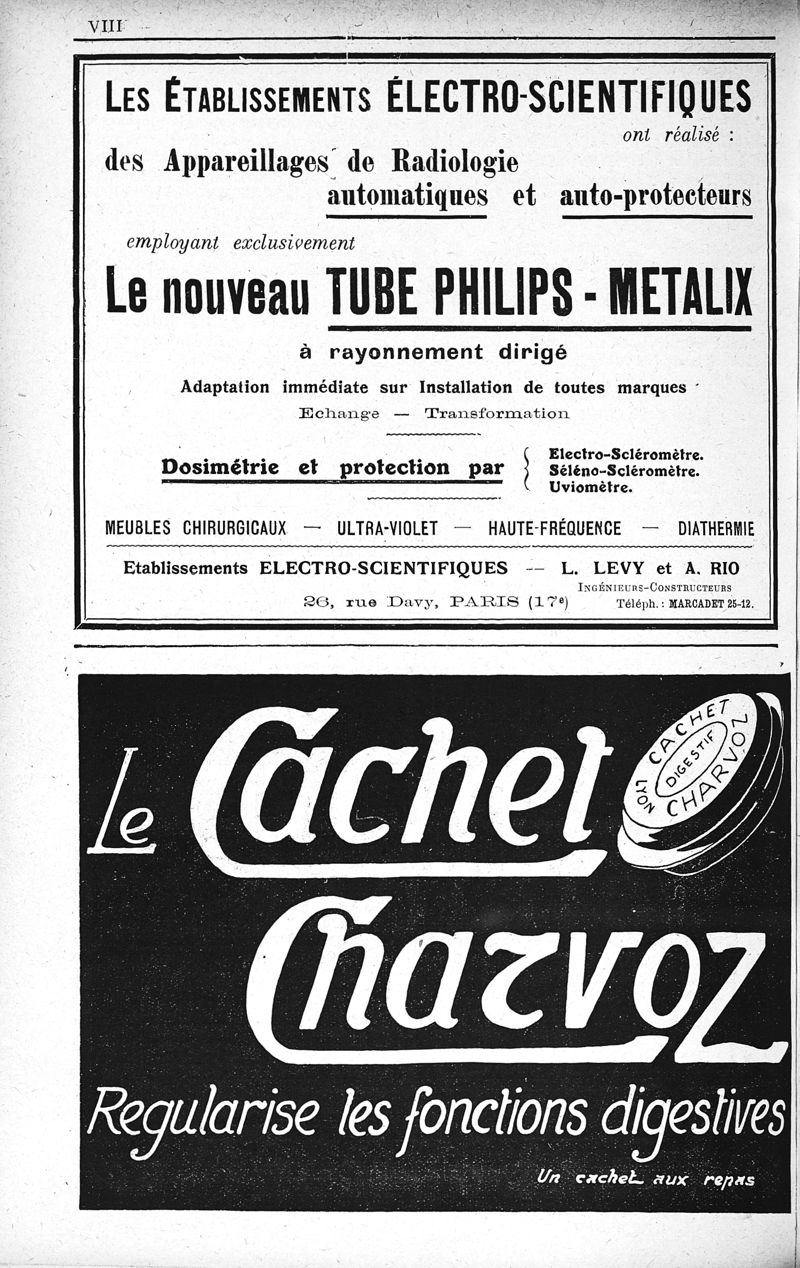 VIII
LES ÉTABLISSEMENTS ÉLECTRO-SCIENTIFIQUES
ont réalisé :
des Appareillages de Radiologie
automatiques et auto-protecteurs
employant exclusivement
Le nouveau TUBE PHILIPS - METALIX
à rayonnement dirigé
Adaptation immédiate sur Installation de toutes marques
Echange — Transformation
Dosimétrie et protection par
Electro-Scléromètre.
Séléno-Scléromètre.
Uviomètre.
MEUBLES CHIRURGICAUX — ULTRA-VIOLET — HAUTE-FRÉQUENCE — DIATHERMIE
Etablissements ELECTRO-SCIENTIFIQUES — L. LEVY et A. RIO
INGÉNIEURS-CONSTRUCTEURS
26, rue Davy, PARIS (17e) Téléph. : MARCADET 25-12.
Le Cachet
CACHET
DIGESTIF
LYON
CHARVOZ
Charvoz
Regularise les fonctions digestives
Un cachet aux repas